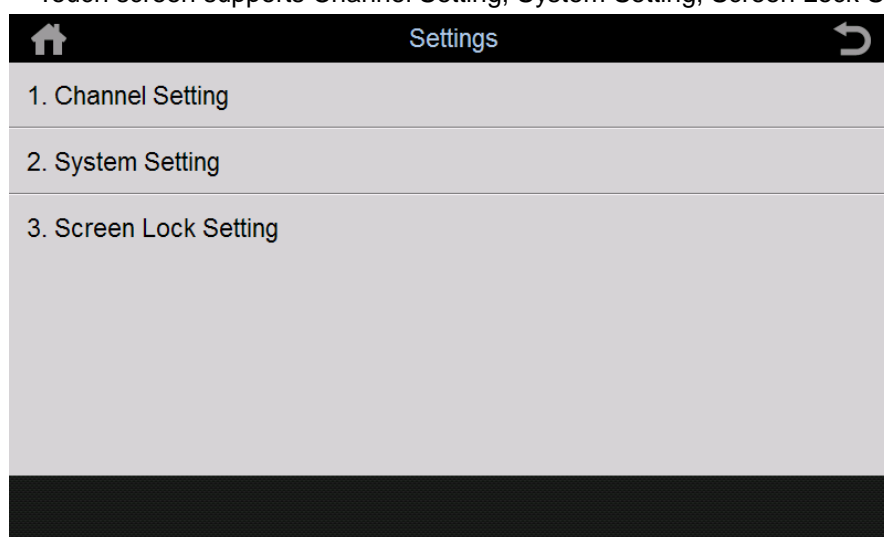 Touch screen supports Channel Setting, System Setting, Screen Lock S
Settings
1. Channel Setting
2. System Setting
3. Screen Lock Setting